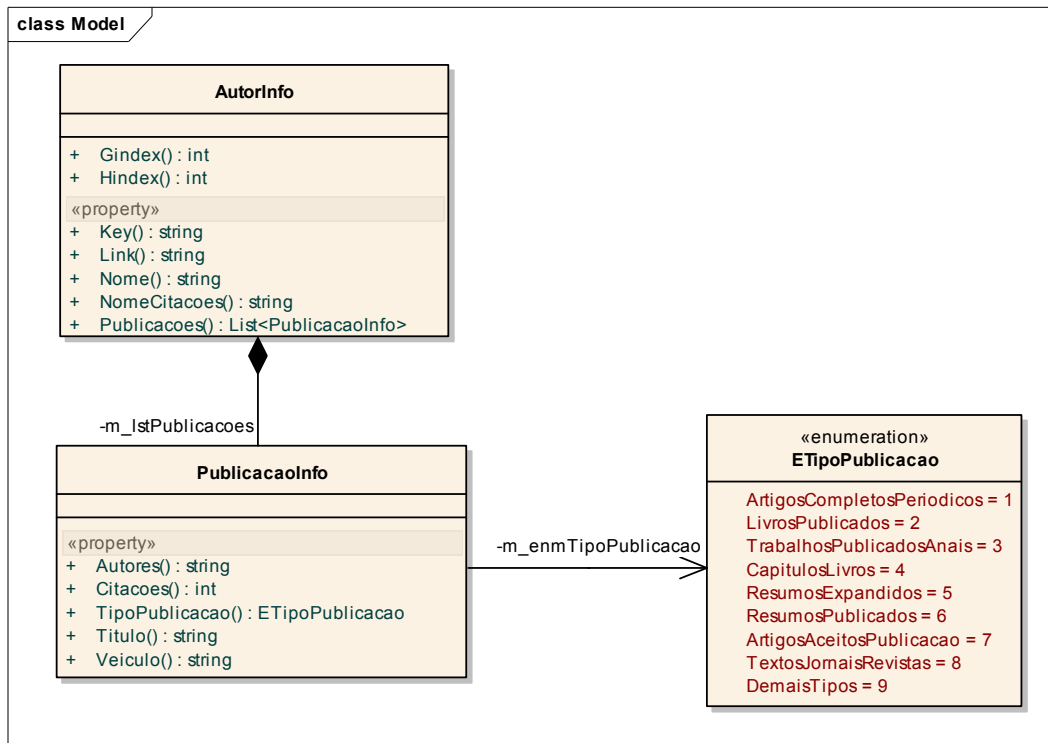 class Model
AutorInfo
+ Gindex() : int
+ Hindex() : int
«property»
+ Key() : string
+ Link() : string
+ Nome() : string
+ NomeCitacoes() : string
+ Publicacoes() : List<PublicacaoInfo>
-m_lstPublicacoes
PublicacaoInfo
«property»
+ Autores() : string
+ Citacoes() : int
+ TipoPublicacao() : ETipoPublicacao
+ Titulo() : string
+ Veiculo() : string
-m_enmTipoPublicacao
«enumeration»
ETipoPublicacao
ArtigosCompletosPeriodicos = 1
LivrosPublicados = 2
TrabalhosPublicadosAnais = 3
CapitulosLivros = 4
ResumosExpandidos = 5
ResumosPublicados = 6
ArtigosAceitosPublicacao = 7
TextosJornaisRevistas = 8
DemaisTipos = 9